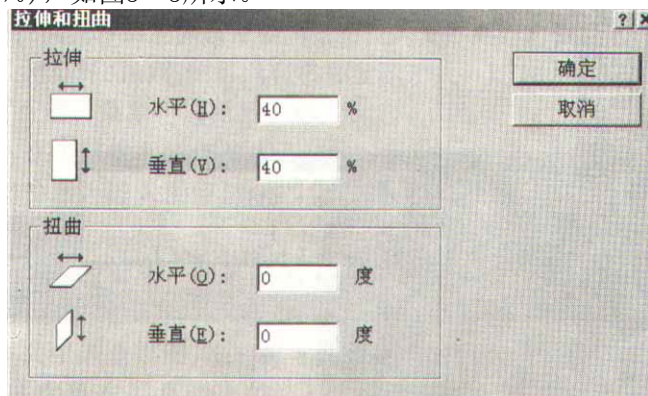 拉伸和扭曲
拉伸
水平(H): 40 %
垂直(V): 40 %
扭曲
水平(O): 0 度
垂直(E): 0 度
确定
取消